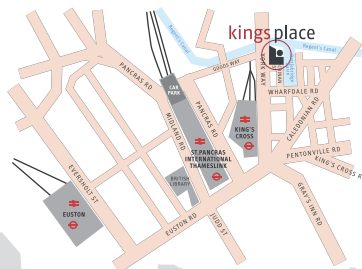 kings place
Regent's Canal
Regent's Canal
GOODS WAY
YORK WAY
PANCRAS RD
CAR
PARK
WHARFDALE RD
PANCRAS RD
MIDLAND RD
CALEDONIAN RD
KING'S
CROSS
ST.PANCRAS
INTERNATIONAL
THAMESLINK
PENTONVILLE RD
KING'S CROSS R
EVERSHOLT ST
BRITISH
LIBRARY
GRAY'S INN RD
EUSTON
EUSTON RD
JUDD ST